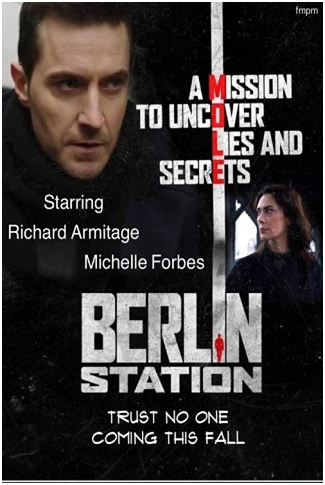 fmpm
A MISSION
TO UNCOVER
LIES AND
SECRETS
Starring
Richard Armitage
Michelle Forbes
BERLIN
STATION
TRUST NO ONE
COMING THIS FALL